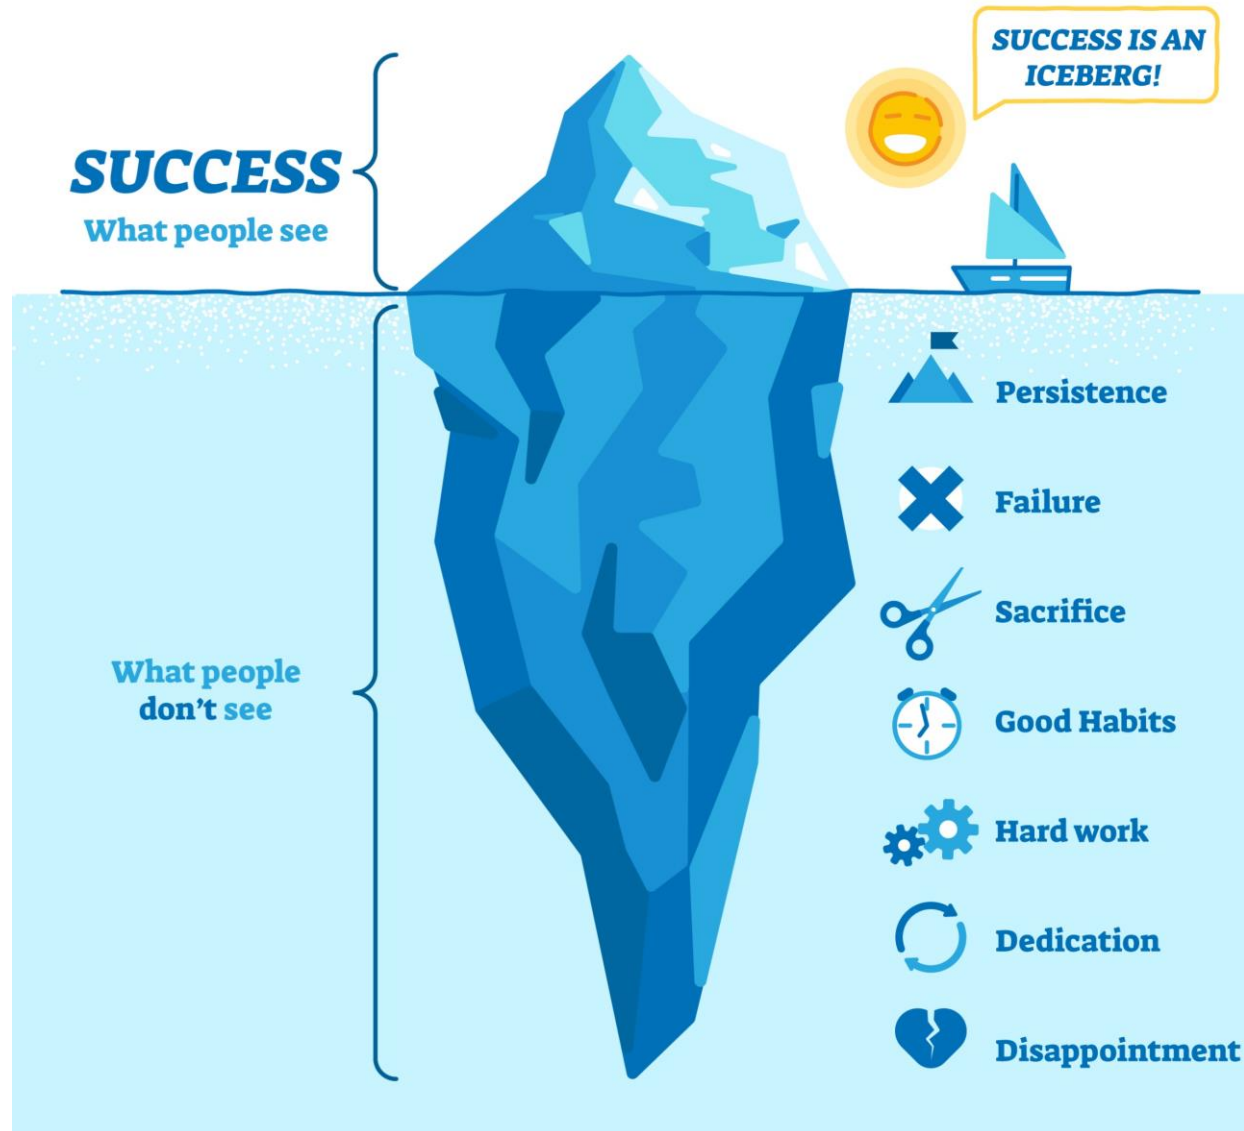 SUCCESS IS AN
ICEBERG!
SUCCESS
What people see
Persistence
Failure
Sacrifice
Good Habits
What people
don't see
Hard work
Dedication
Disappointment